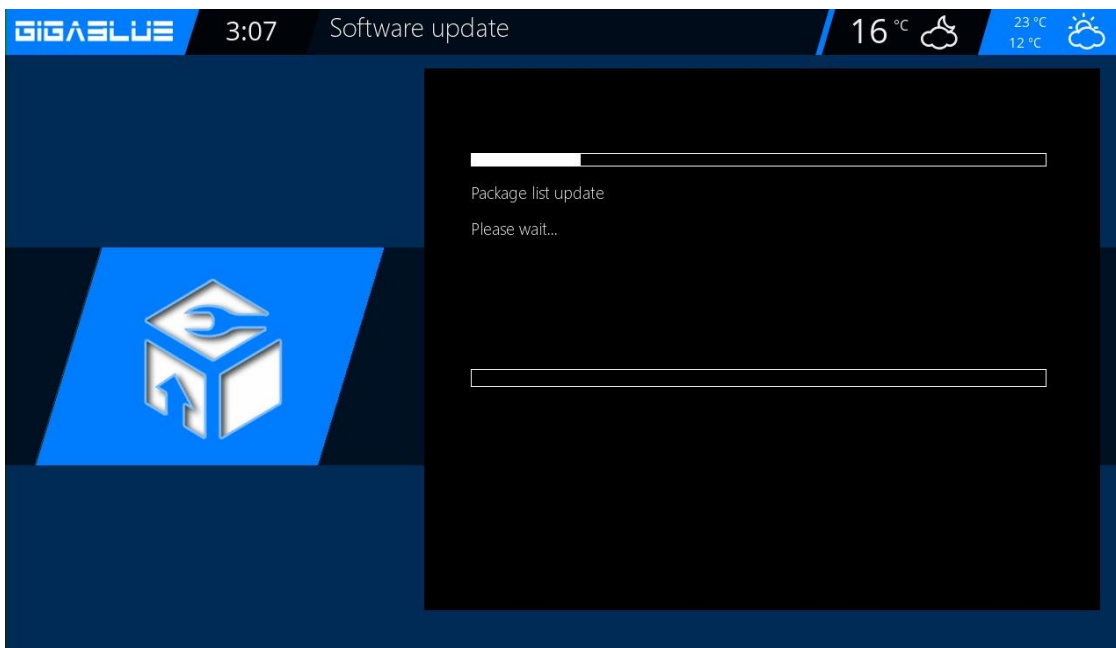 GIGABLUE
3:07
Software update
16 °C
23 °C
12 °C
Package list update
Please wait...